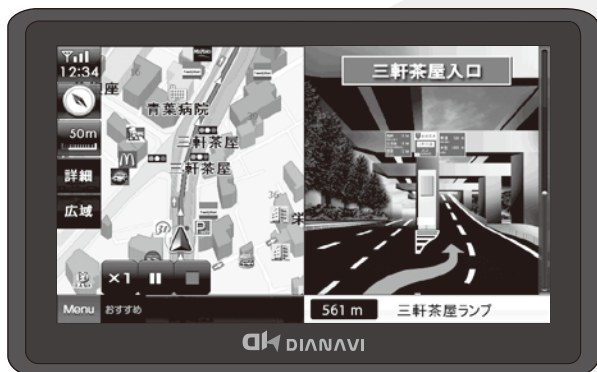 12:34
50m
詳細
広域
青葉病院
三軒茶屋
三軒茶屋
×1
Menu
おすすめ
三軒茶屋入口
561 m
三軒茶屋ランプ
DIANAVI